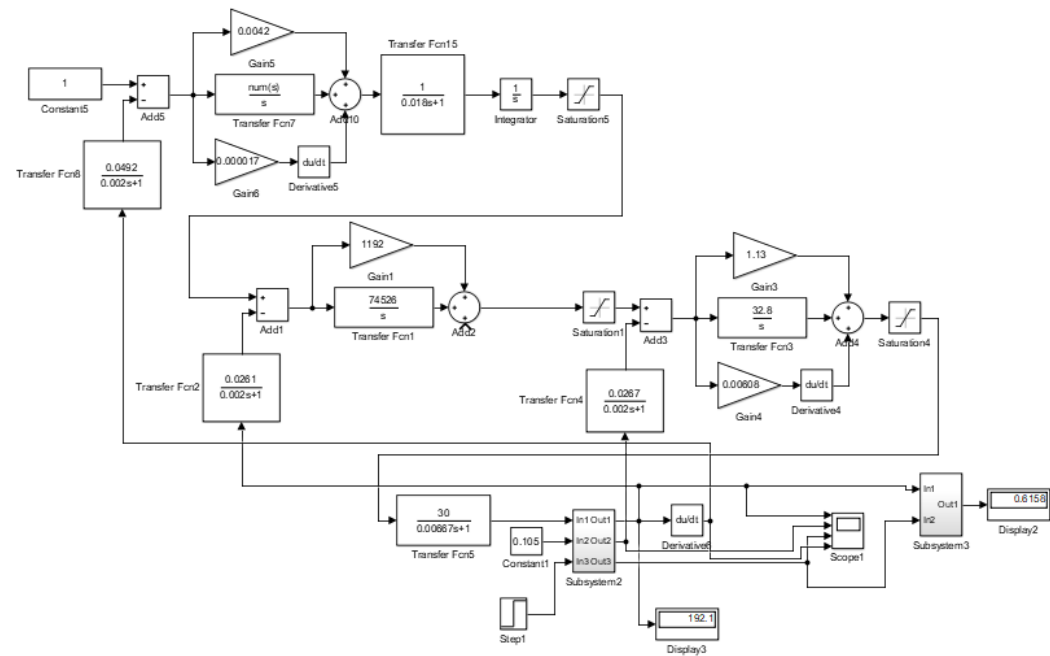 0.0042
Gain5
Transfer Fcn15
1
Constant5
+
−
Add5
num(s)
s
Transfer Fcn7
Add10
1
0.018s+1
1
s
Integrator
Saturation5
0.000017
Gain6
du/dt
Derivative5
Transfer Fcn8
0.0492
0.002s+1
1192
Gain1
+
−
Add1
74526
s
Transfer Fcn1
Add2
Saturation1
+
−
Add3
1.13
Gain3
32.8
s
Transfer Fcn3
Add4
Saturation4
0.00608
Gain4
du/dt
Derivative4
Transfer Fcn2
0.0261
0.002s+1
Transfer Fcn4
0.0267
0.002s+1
30
0.00667s+1
Transfer Fcn5
0.105
Constant1
In1 Out1
In2 Out2
In3 Out3
Subsystem2
du/dt
Derivative6
Scope1
In1
Out1
In2
Subsystem3
0.6158
Display2
Step1
192.1
Display3